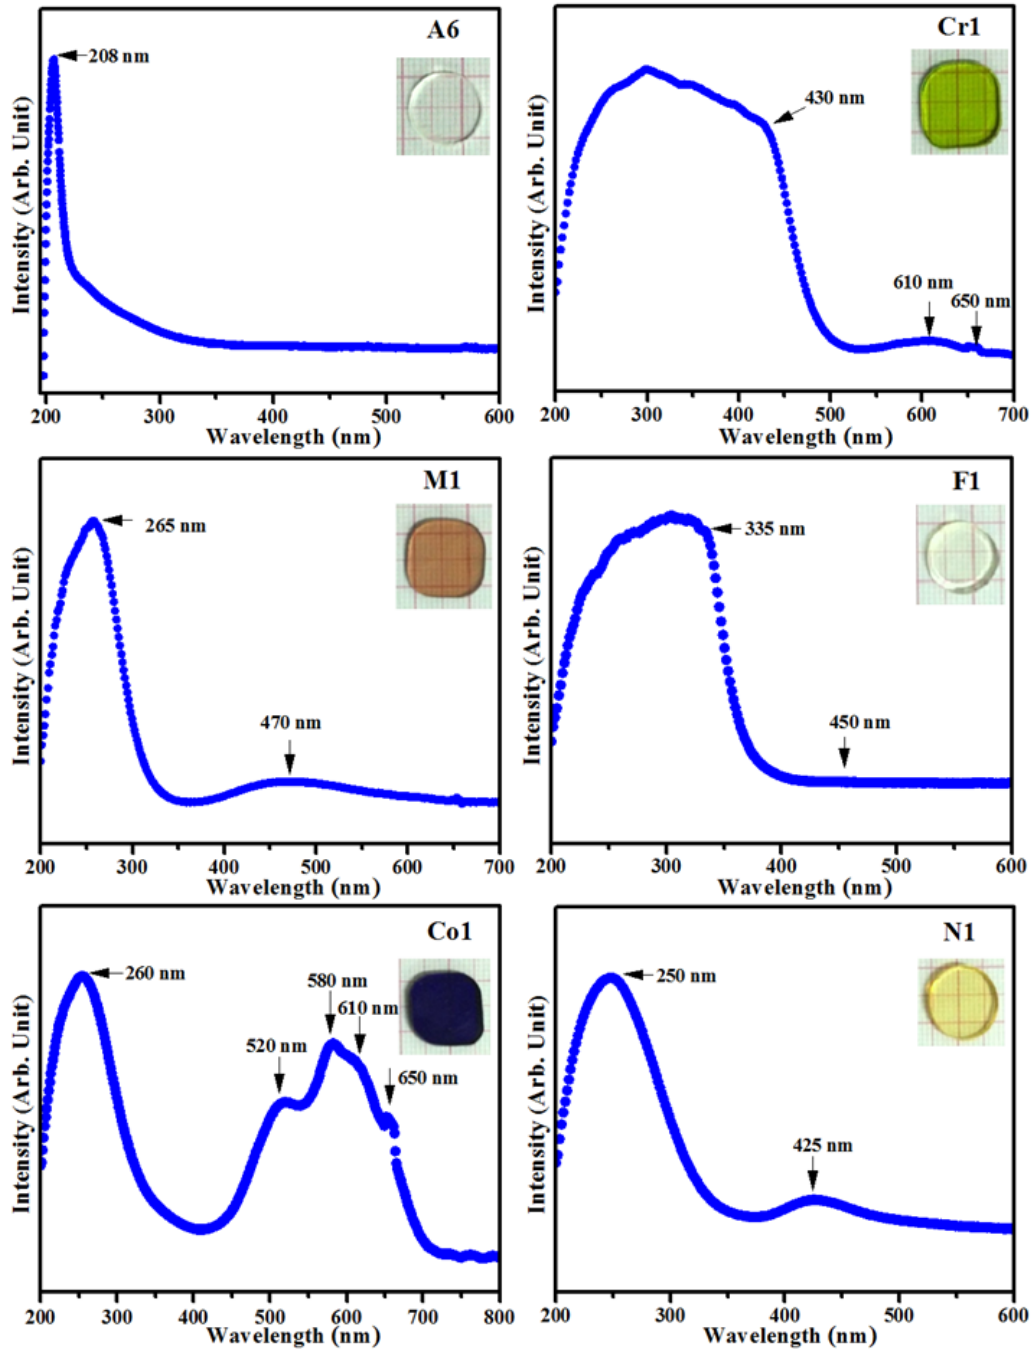 A6
208 nm
Intensity (Arb. Unit)
200 300 400 500 600
Wavelength (nm)
Cr1
430 nm
610 nm
650 nm
Intensity (Arb. Unit)
200 300 400 500 600 700
Wavelength (nm)
M1
265 nm
470 nm
Intensity (Arb. Unit)
200 300 400 500 600 700
Wavelength (nm)
F1
335 nm
450 nm
Intensity (Arb. Unit)
200 300 400 500 600
Wavelength (nm)
Co1
260 nm
580 nm
610 nm
520 nm
650 nm
Intensity (Arb. Unit)
200 300 400 500 600 700 800
Wavelength (nm)
N1
250 nm
425 nm
Intensity (Arb. Unit)
200 300 400 500 600
Wavelength (nm)